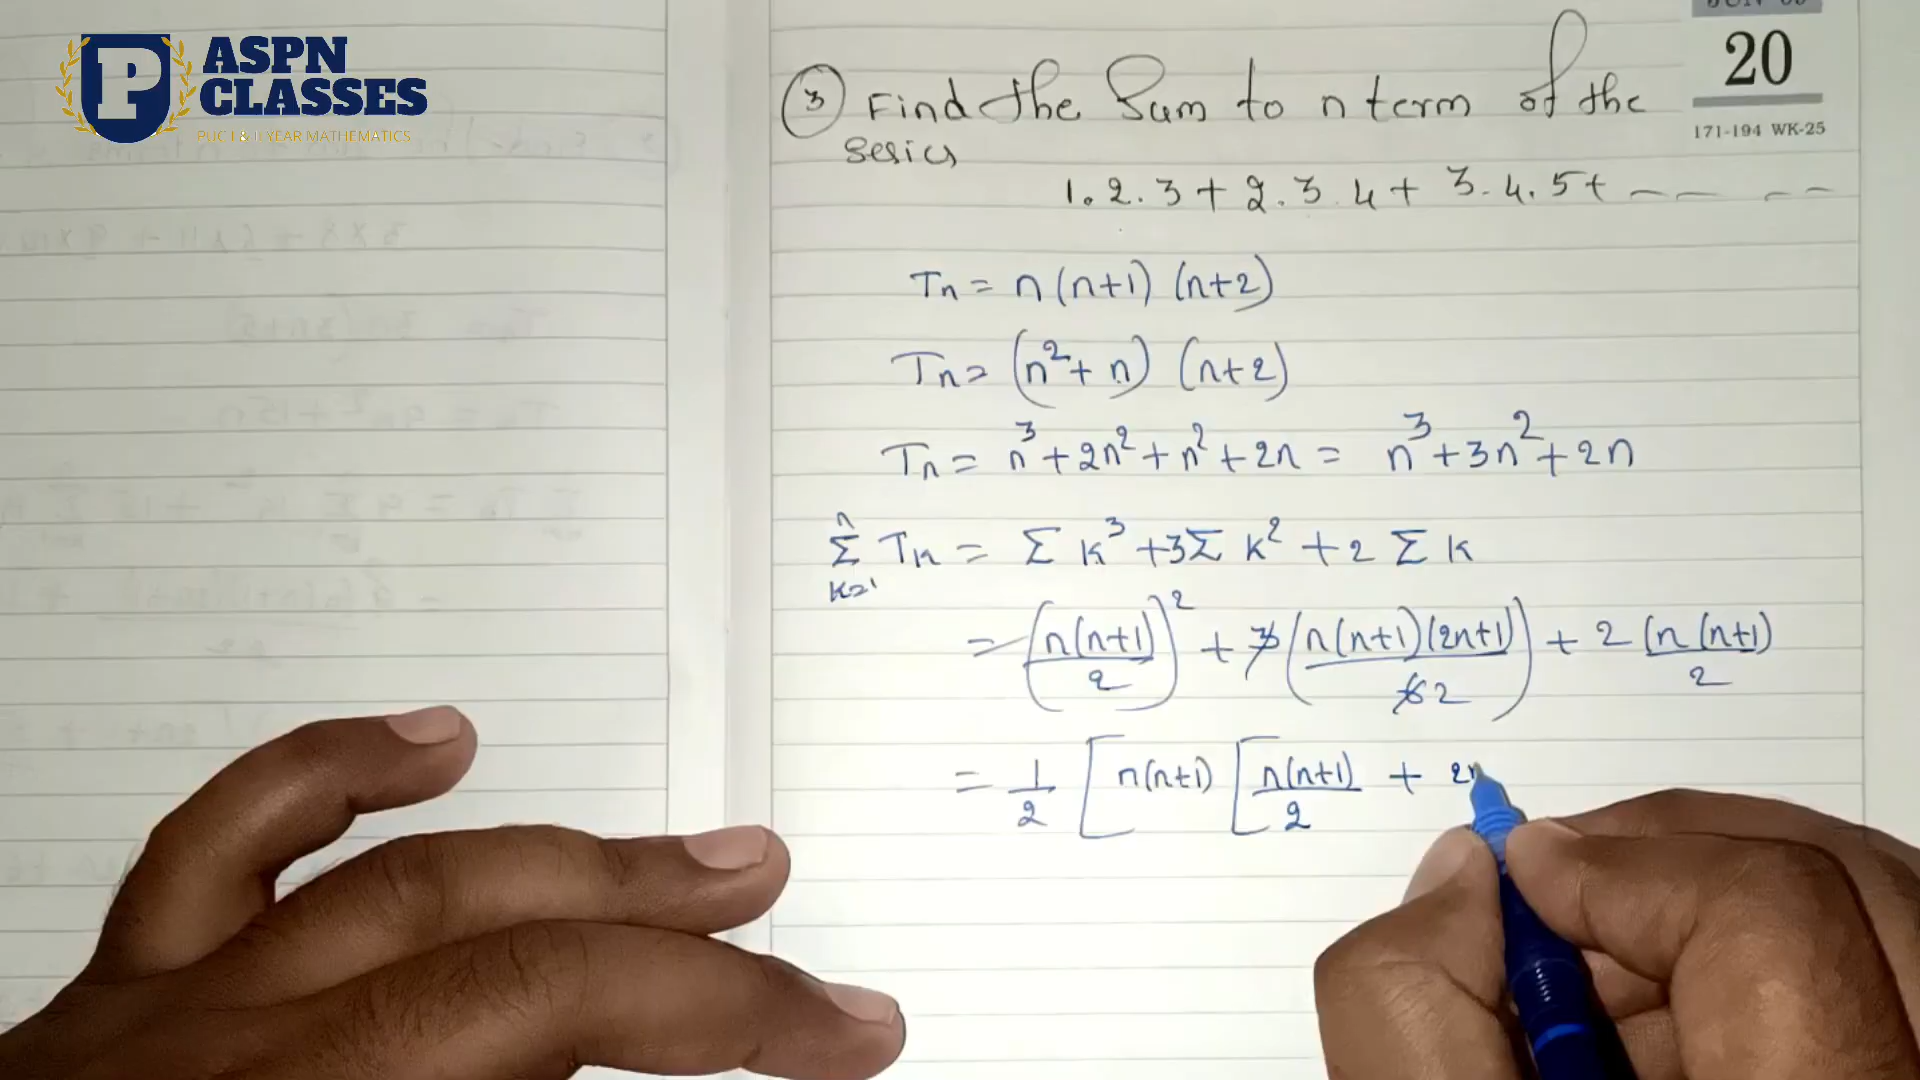 P
ASPN
CLASSES
PUC I & II YEAR MATHEMATICS
20
171-194 WK-25
③ Find the Sum to n term of the
series
1.2.3 + 2.3.4 + 3.4.5 + — — — —
Tn = n(n+1) (n+2)
Tn = (n²+n) (n+2)
Tn = n³+2n²+n²+2n = n³+3n²+2n
n
Σ Tk = Σ k³ +3Σ k² + 2 Σ k
k=1
= (n(n+1)/2)² + 3(n(n+1)(2n+1)/6 2) + 2 (n(n+1)/2
= 1/2 [ n(n+1) [ n(n+1)/2 + 2n